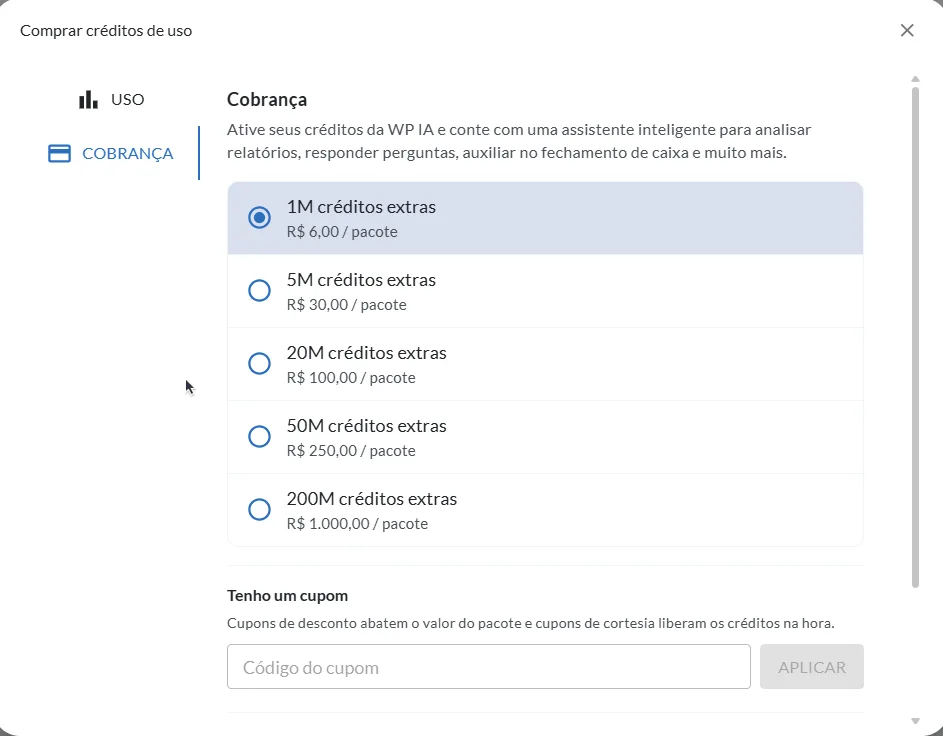 Comprar créditos de uso
USO
COBRANÇA
Cobrança
Ative seus créditos da WP IA e conte com uma assistente inteligente para analisar
relatórios, responder perguntas, auxiliar no fechamento de caixa e muito mais.
1M créditos extras
R$ 6,00 / pacote
5M créditos extras
R$ 30,00 / pacote
20M créditos extras
R$ 100,00 / pacote
50M créditos extras
R$ 250,00 / pacote
200M créditos extras
R$ 1.000,00 / pacote
Tenho um cupom
Cupons de desconto abatem o valor do pacote e cupons de cortesia liberam os créditos na hora.
Código do cupom
APLICAR